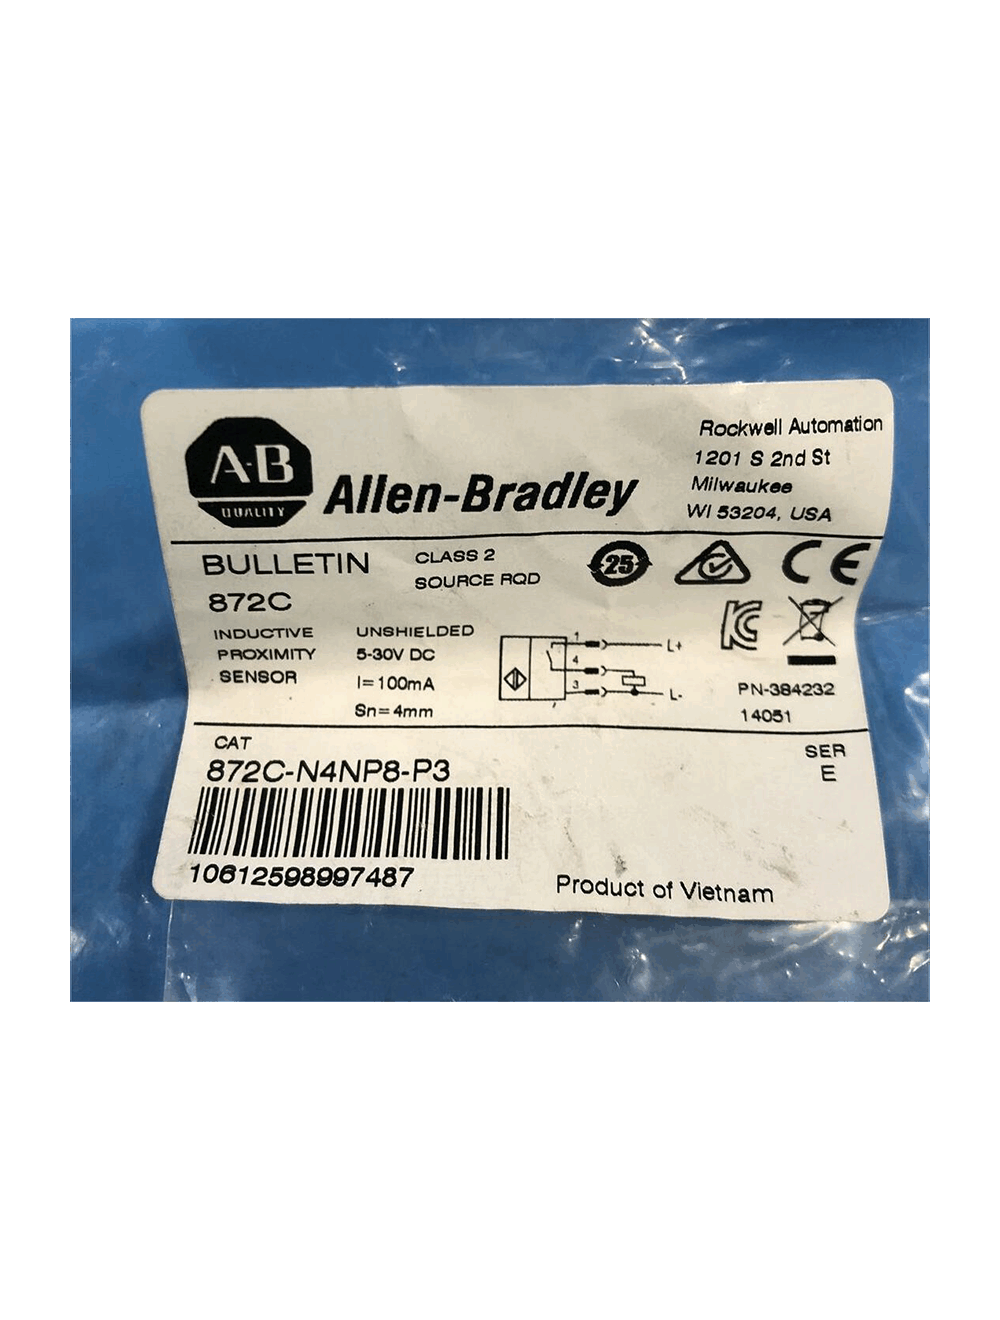 A-B
QUALITY
Allen-Bradley
Rockwell Automation
1201 S 2nd St
Milwaukee
WI 53204, USA
BULLETIN
872C
CLASS 2
SOURCE RQD
25
CE
INDUCTIVE
PROXIMITY
SENSOR
UNSHIELDED
5-30V DC
I=100mA
Sn=4mm
1
L+
4
3
L-
KC
PN-384232
14051
CAT
872C-N4NP8-P3
SER
E
10612598997487
Product of Vietnam